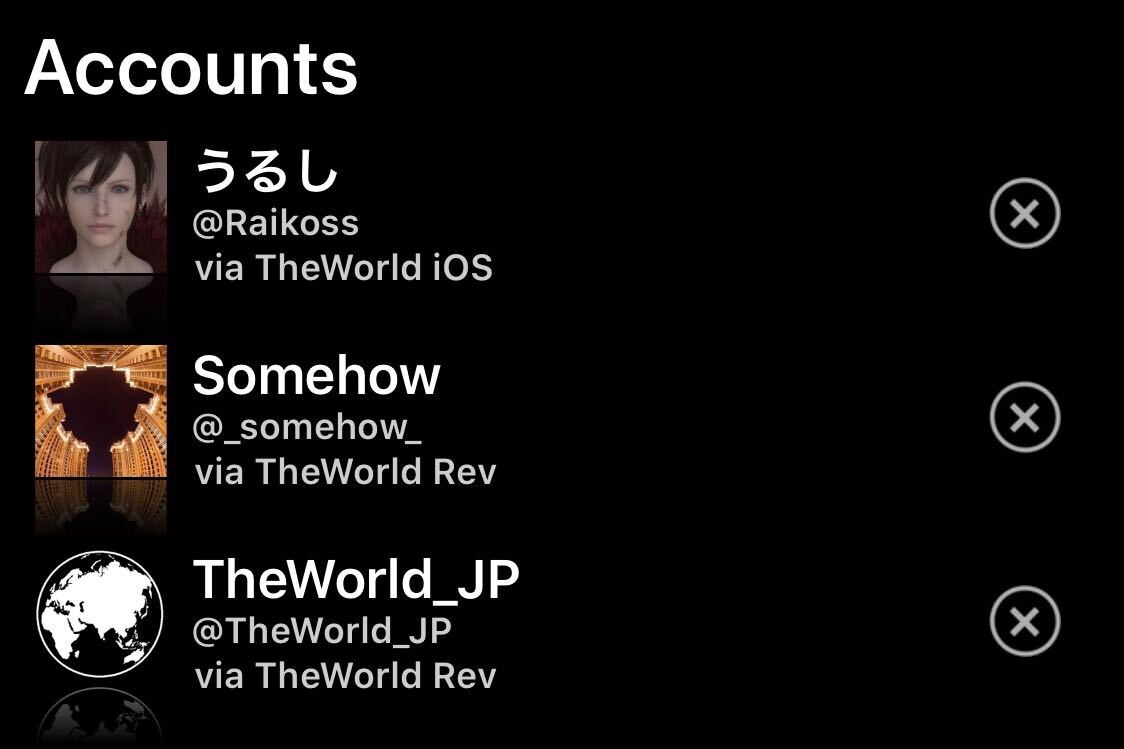 Accounts
うるし
@Raikoss
via TheWorld iOS
Somehow
@_somehow_
via TheWorld Rev
TheWorld_JP
@TheWorld_JP
via TheWorld Rev